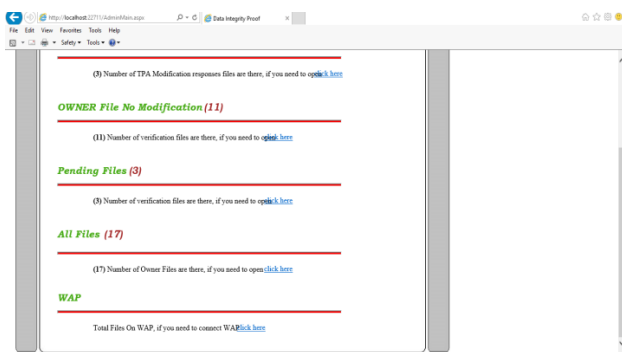 http://localhost:22711/AdminMain.aspx
Data Integrity Proof
File Edit View Favorites Tools Help
Safety Tools
(3) Number of TPA Modification responses files are there, if you need to open click here
OWNER File No Modification (11)
(11) Number of verification files are there, if you need to open click here
Pending Files (3)
(3) Number of verification files are there, if you need to open click here
All Files (17)
(17) Number of Owner Files are there, if you need to open click here
WAP
Total Files On WAP, if you need to connect WAP click here